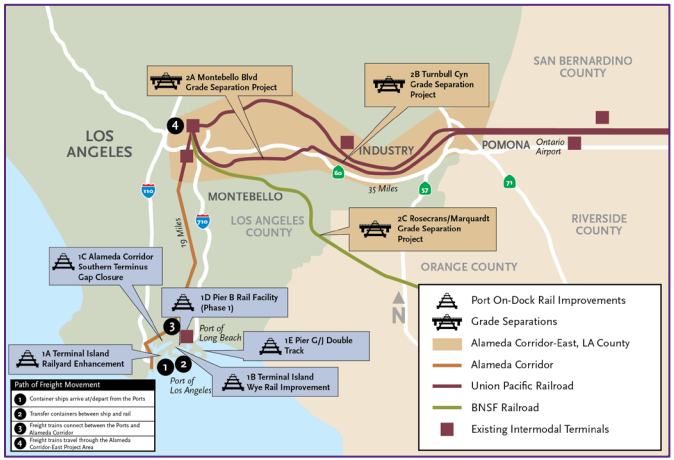 2A Montebello Blvd
Grade Separation Project
2B Turnbull Cyn
Grade Separation
Project
SAN BERNARDINO
COUNTY
LOS
ANGELES
4
INDUSTRY
POMONA
Ontario
Airport
60
35 Miles
57
71
110
710
MONTEBELLO
LOS ANGELES
COUNTY
19 Miles
2C Rosecrans/Marquardt
Grade Separation
Project
RIVERSIDE
COUNTY
ORANGE COUNTY
1C Alameda Corridor
Southern Terminus
Gap Closure
1D Pier B Rail Facility
(Phase 1)
3
Port of
Long Beach
1A Terminal Island
Railyard Enhancement
1E Pier G/J Double
Track
1
2
Port of
Los Angeles
1B Terminal Island
Wye Rail Improvement
N
Port On-Dock Rail Improvements
Grade Separations
Alameda Corridor-East, LA County
Alameda Corridor
Union Pacific Railroad
BNSF Railroad
Existing Intermodal Terminals
Path of Freight Movement
1 Container ships arrive at/depart from the Ports
2 Transfer containers between ship and rail
3 Freight trains connect between the Ports and
Alameda Corridor
4 Freight trains travel through the Alameda
Corridor-East Project Area